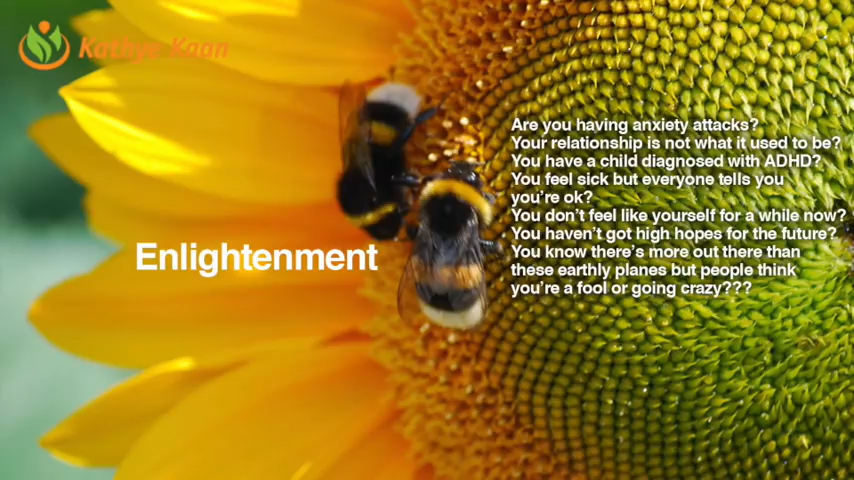 Kathye Kaan
Enlightenment
Are you having anxiety attacks?
Your relationship is not what it used to be?
You have a child diagnosed with ADHD?
You feel sick but everyone tells you
you're ok?
You don't feel like yourself for a while now?
You haven't got high hopes for the future?
You know there's more out there than
these earthly planes but people think
you're a fool or going crazy???